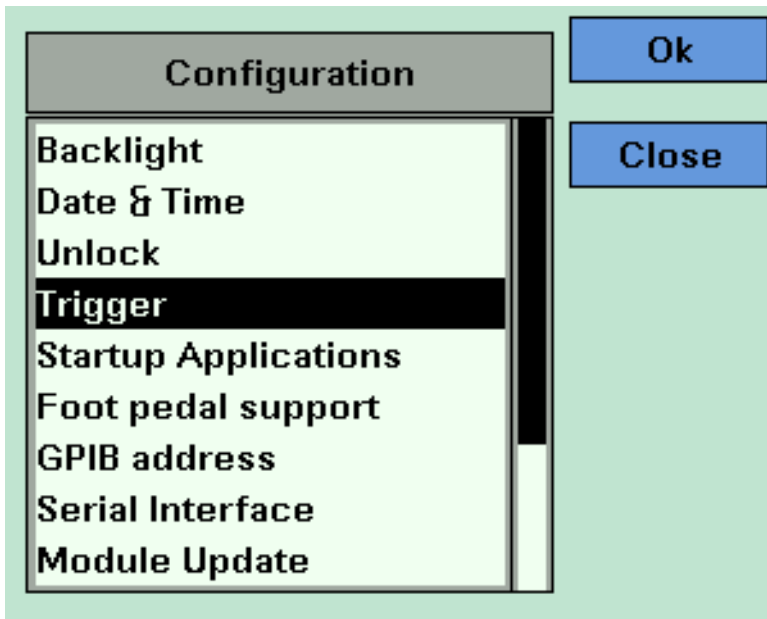 Configuration
Ok
Close
Backlight
Date & Time
Unlock
Trigger
Startup Applications
Foot pedal support
GPIB address
Serial Interface
Module Update